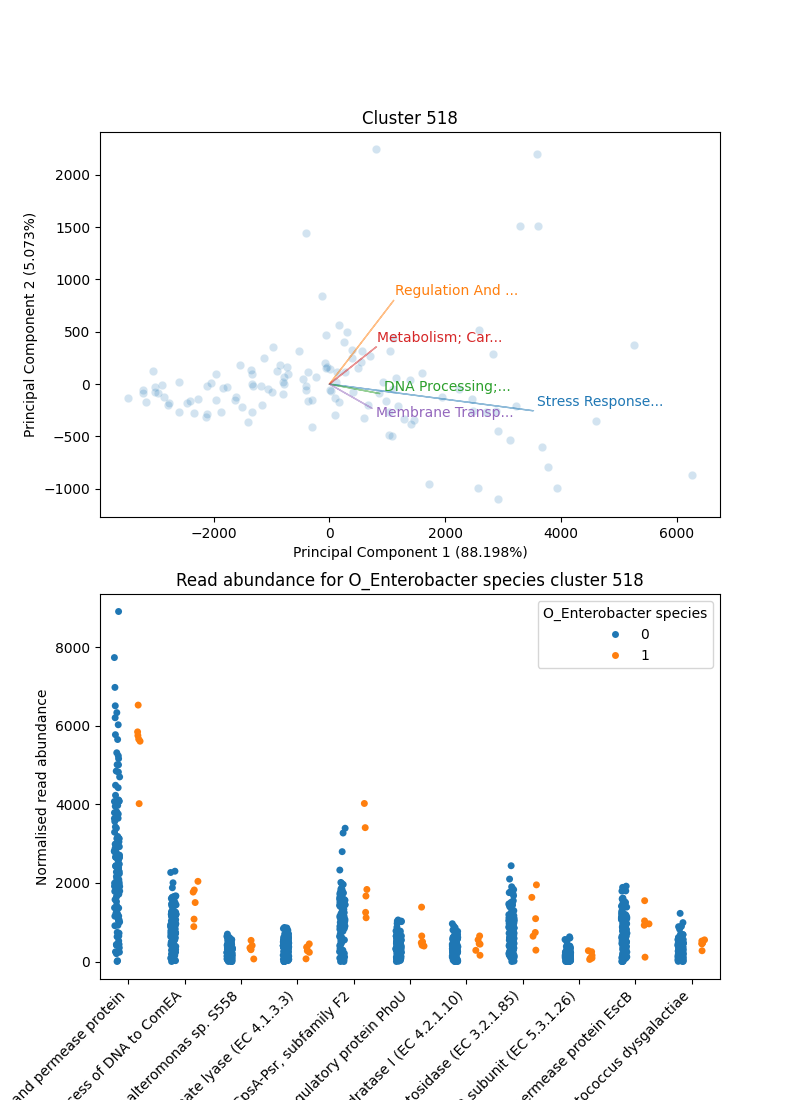 Cluster 518
2000
1500
1000
500
0
−500
−1000
Principal Component 2 (5.073%)
Regulation And ...
Metabolism; Car...
DNA Processing;...
Stress Response...
Membrane Transp...
−2000 0 2000 4000 6000
Principal Component 1 (88.198%)
Read abundance for O_Enterobacter species cluster 518
O_Enterobacter species
0
1
8000
6000
4000
2000
0
Normalised read abundance
and permease protein
cess of DNA to ComEA
alteromonas sp. S558
ate lyase (EC 4.1.3.3)
CpsA-Psr, subfamily F2
gulatory protein PhoU
dratase I (EC 4.2.1.10)
tosidase (EC 3.2.1.85)
subunit (EC 5.3.1.26)
ermease protein EscB
tococcus dysgalactiae